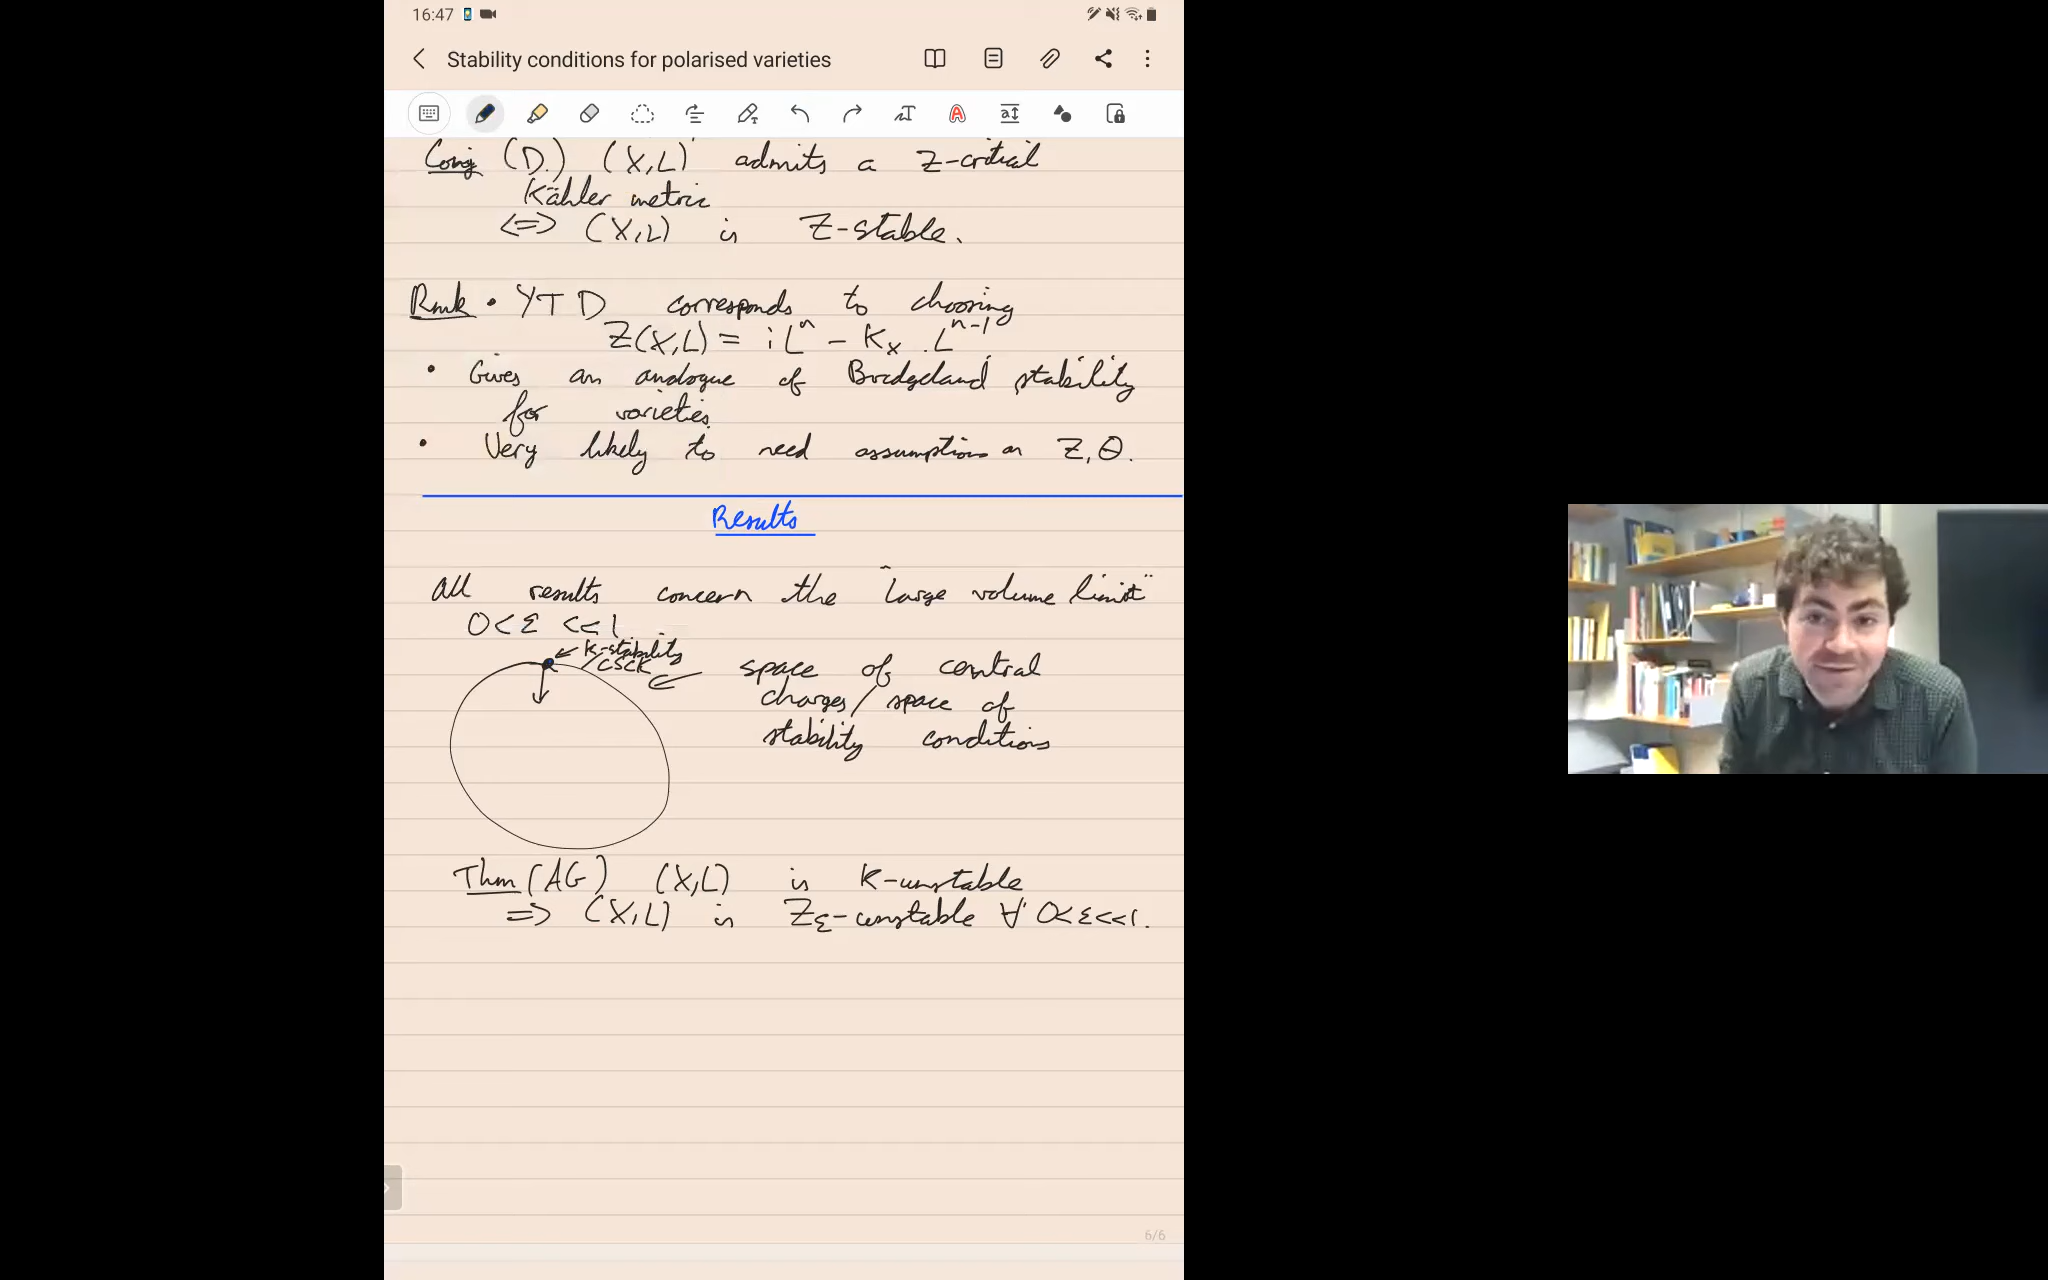 16:47
Stability conditions for polarised varieties
Conj (D.) (X,L) admits a Z-critical
Kähler metric
<=> (X,L) is Z-stable.
Rmk • YTD corresponds to choosing
Z(X,L) = iLⁿ - K_X . Lⁿ⁻¹
• Gives an analogue of Bridgeland stability
for varieties.
• Very likely to need assumptions on Z, Θ.
Results
All results concern the "large volume limit"
0<ε <<1
← K-stability
/CSCK
space of central
charges/space of
stability conditions
Thm (AG) (X,L) is K-unstable
=> (X,L) is Z_ε-unstable ∀ 0<ε<<1.
6/6